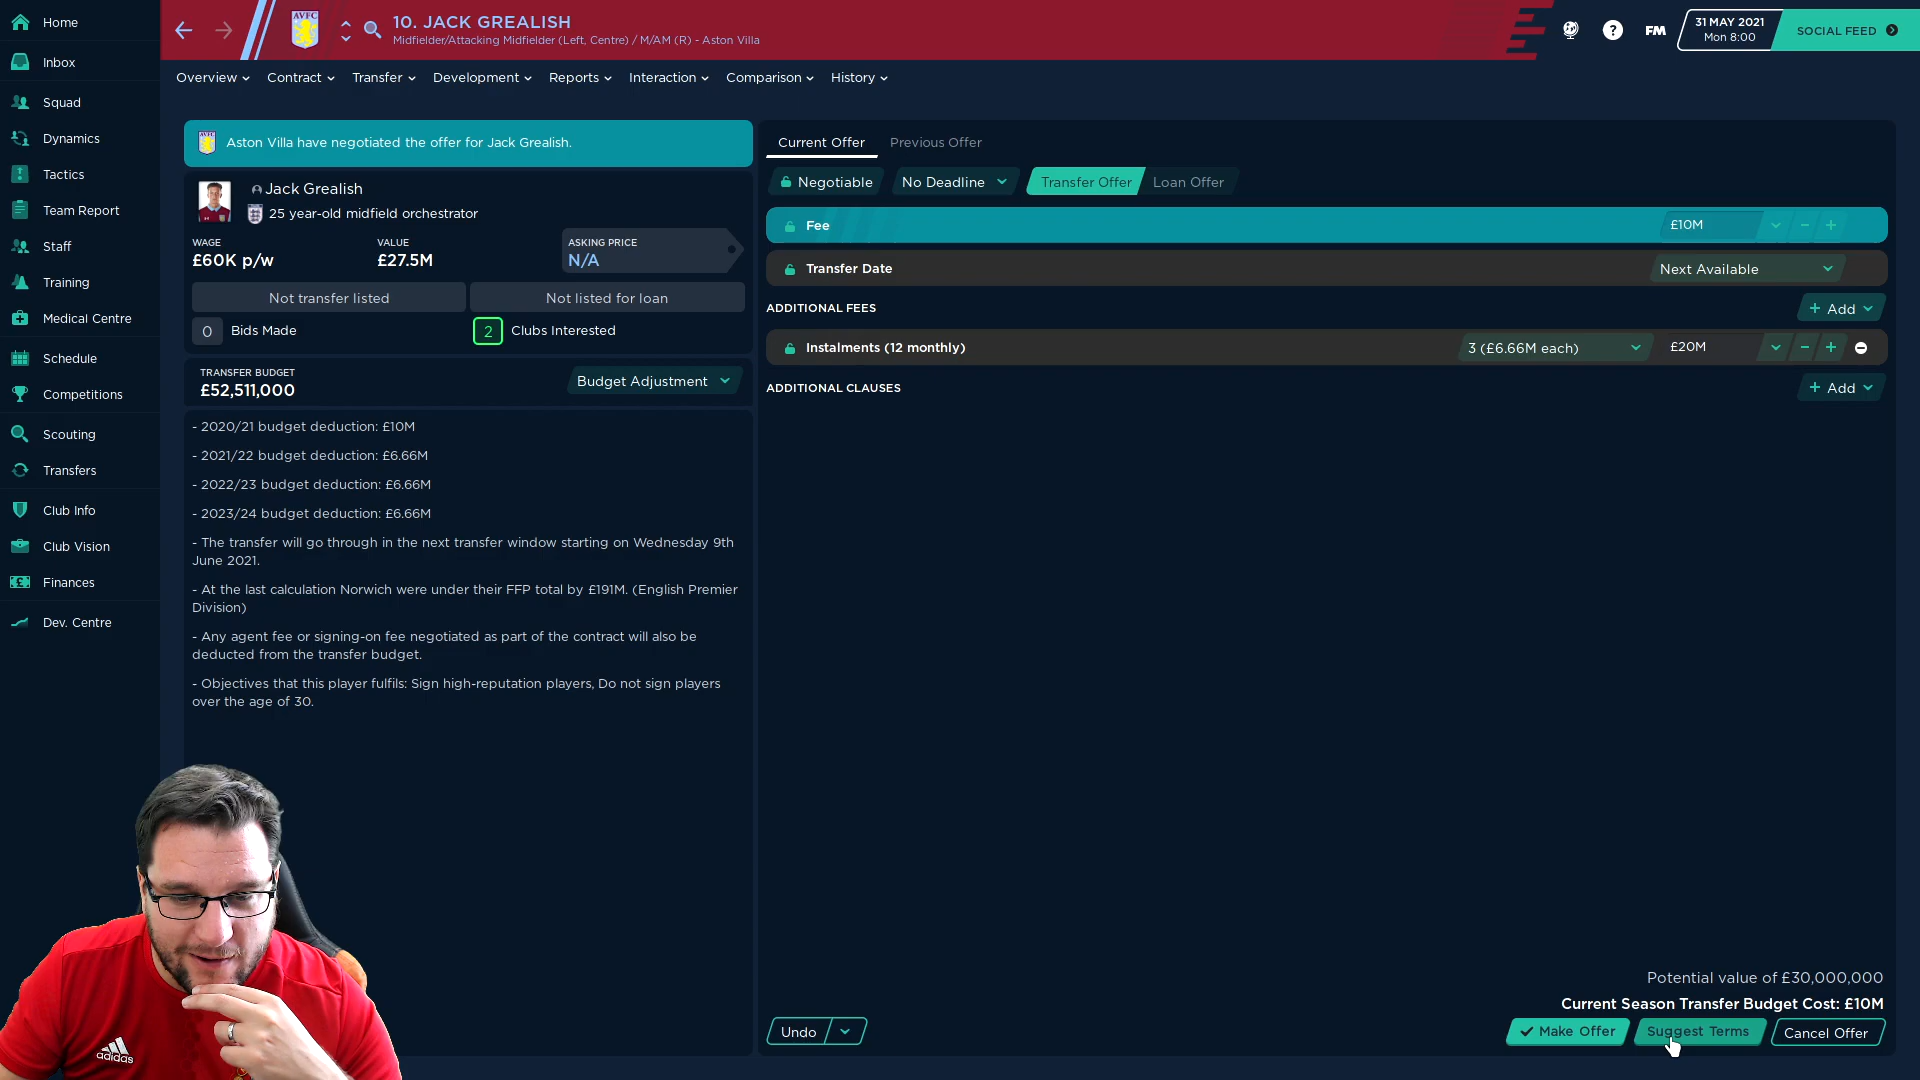 Home
Inbox
Squad
Dynamics
Tactics
Team Report
Staff
Training
Medical Centre
Schedule
Competitions
Scouting
Transfers
Club Info
Club Vision
Finances
Dev. Centre
AVFC
10. JACK GREALISH
Midfielder/Attacking Midfielder (Left, Centre) / M/AM (R) - Aston Villa
?
FM
31 MAY 2021
Mon 8:00
SOCIAL FEED
Overview
Contract
Transfer
Development
Reports
Interaction
Comparison
History
Aston Villa have negotiated the offer for Jack Grealish.
Jack Grealish
25 year-old midfield orchestrator
WAGE
£60K p/w
VALUE
£27.5M
ASKING PRICE
N/A
Not transfer listed
Not listed for loan
0 Bids Made
2 Clubs Interested
TRANSFER BUDGET
£52,511,000
Budget Adjustment
- 2020/21 budget deduction: £10M
- 2021/22 budget deduction: £6.66M
- 2022/23 budget deduction: £6.66M
- 2023/24 budget deduction: £6.66M
- The transfer will go through in the next transfer window starting on Wednesday 9th
June 2021.
- At the last calculation Norwich were under their FFP total by £191M. (English Premier
Division)
- Any agent fee or signing-on fee negotiated as part of the contract will also be
deducted from the transfer budget.
- Objectives that this player fulfils: Sign high-reputation players, Do not sign players
over the age of 30.
Current Offer
Previous Offer
Negotiable
No Deadline
Transfer Offer
Loan Offer
Fee
£10M
Transfer Date
Next Available
ADDITIONAL FEES
+ Add
Instalments (12 monthly)
3 (£6.66M each)
£20M
ADDITIONAL CLAUSES
+ Add
Potential value of £30,000,000
Current Season Transfer Budget Cost: £10M
Undo
Make Offer
Suggest Terms
Cancel Offer
adidas